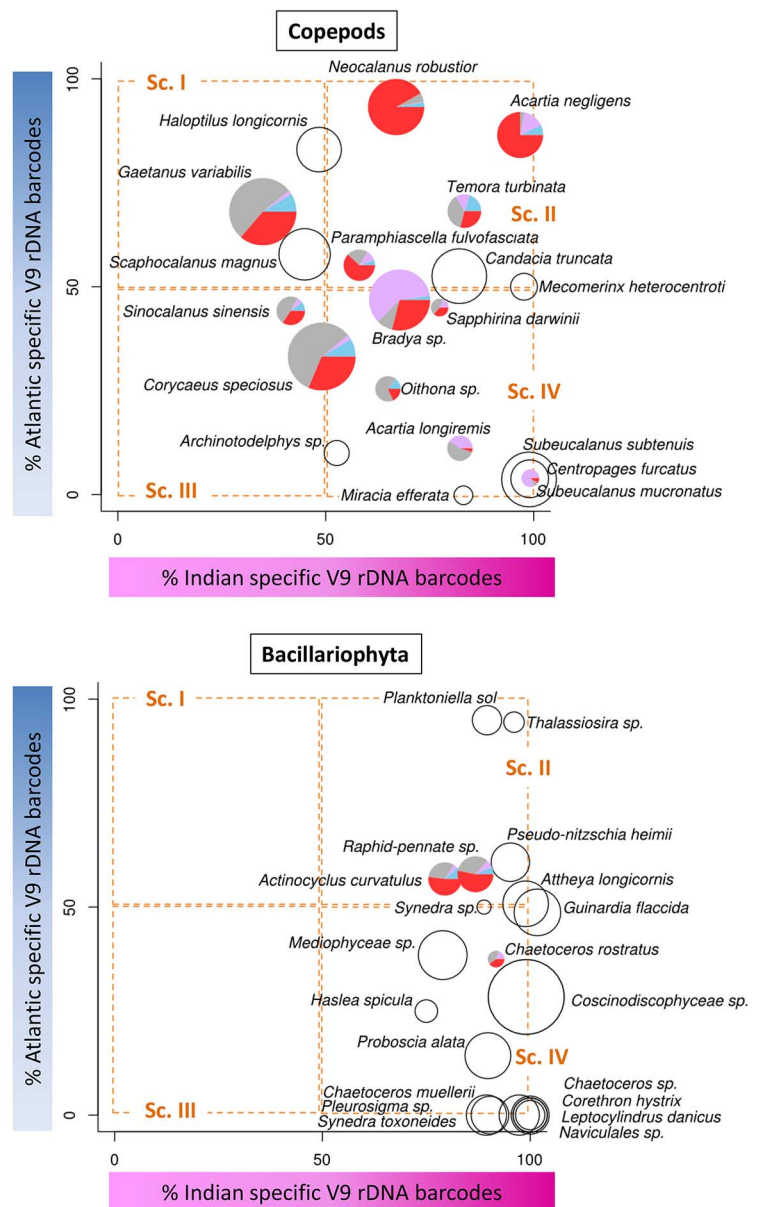 Copepods
Neocalanus robustior
100
Sc. I
Acartia negligens
Haloptilus longicornis
Gaetanus variabilis
Temora turbinata
Sc. II
Paramphiascella fulvofasciata
Scaphocalanus magnus
Candacia truncata
50
Mecomerinx heterocentroti
Sinocalanus sinensis
Sapphirina darwinii
Bradya sp.
Corycaeus speciosus
Oithona sp.
Sc. IV
Acartia longiremis
Archinotodelphys sp.
Subeucalanus subtenuis
Centropages furcatus
0
Sc. III
Miracia efferata
Subeucalanus mucronatus
% Atlantic specific V9 rDNA barcodes
0 50 100
% Indian specific V9 rDNA barcodes
Bacillariophyta
100
Sc. I
Planktoniella sol
Thalassiosira sp.
Sc. II
Pseudo-nitzschia heimii
Raphid-pennate sp.
Actinocyclus curvatulus
Attheya longicornis
50
Synedra sp.
Guinardia flaccida
Mediophyceae sp.
Chaetoceros rostratus
Haslea spicula
Coscinodiscophyceae sp.
Proboscia alata
Sc. IV
Chaetoceros muellerii
Chaetoceros sp.
Pleurosigma sp.
Corethron hystrix
0
Sc. III
Synedra toxoneides
Leptocylindrus danicus
Naviculales sp.
% Atlantic specific V9 rDNA barcodes
0 50 100
% Indian specific V9 rDNA barcodes